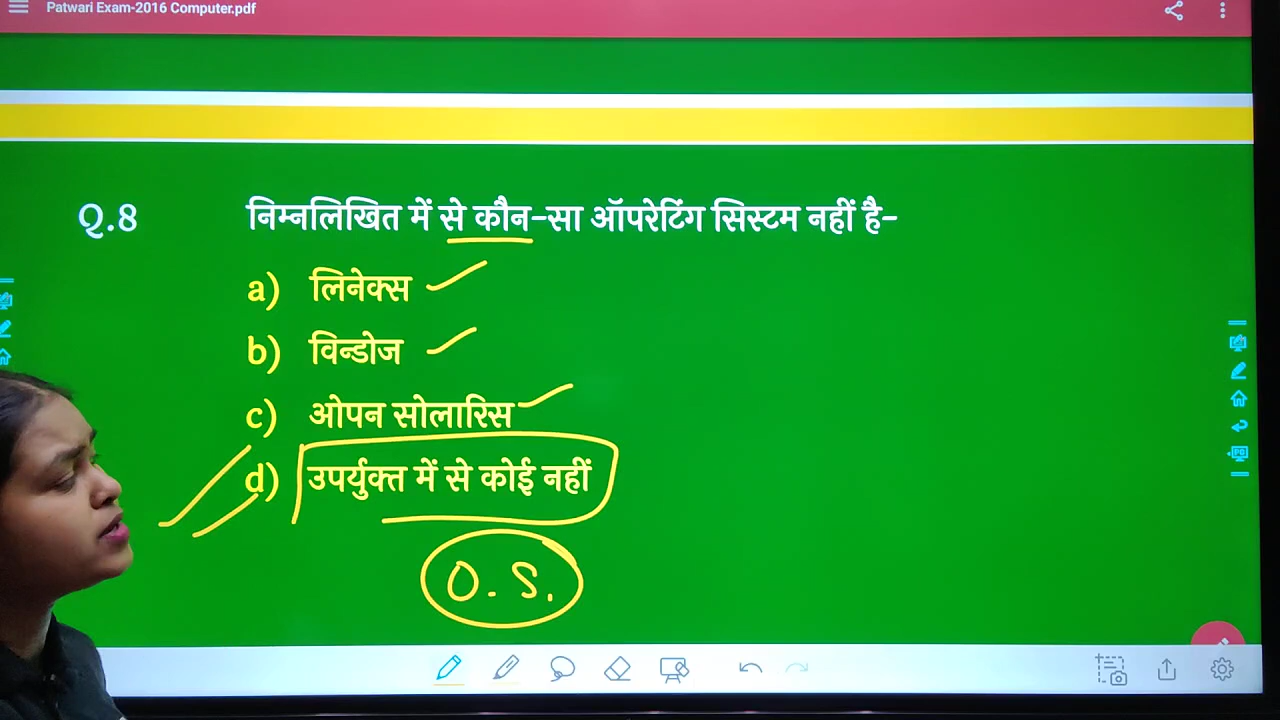 Patwari Exam-2016 Computer.pdf
Q.8 निम्नलिखित में से कौन-सा ऑपरेटिंग सिस्टम नहीं है-
a) लिनेक्स
b) विन्डोज
c) ओपन सोलारिस
d) उपर्युक्त में से कोई नहीं
O.S.